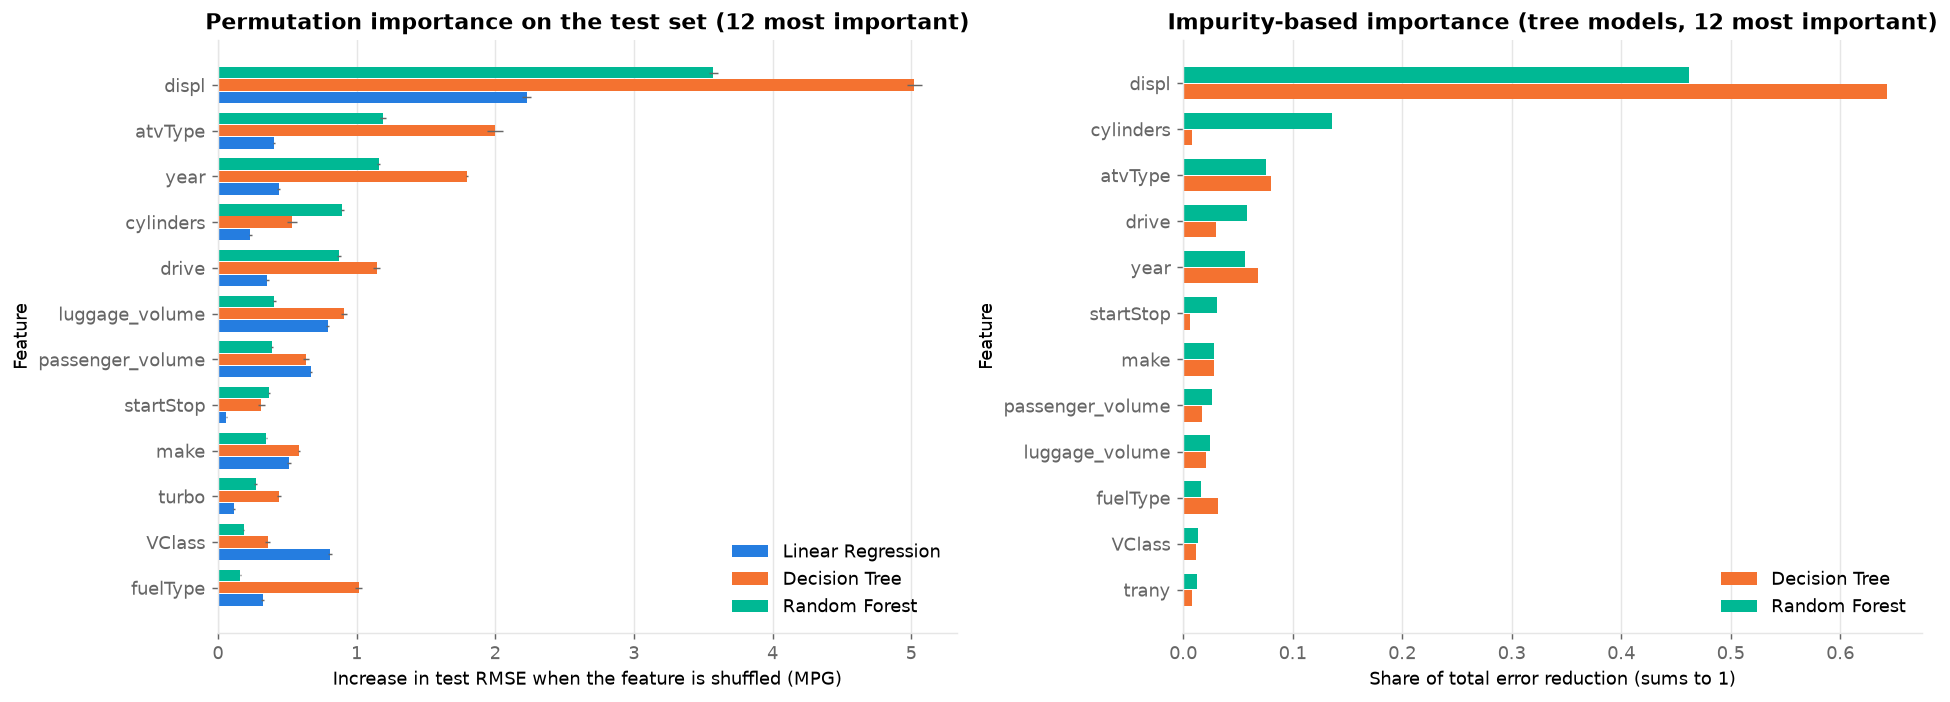 Permutation importance on the test set (12 most important)
Feature
displ
atvType
year
cylinders
drive
luggage_volume
passenger_volume
startStop
make
turbo
VClass
fuelType
Linear Regression
Decision Tree
Random Forest
0 1 2 3 4 5
Increase in test RMSE when the feature is shuffled (MPG)
Impurity-based importance (tree models, 12 most important)
Feature
displ
cylinders
atvType
drive
year
startStop
make
passenger_volume
luggage_volume
fuelType
VClass
trany
Decision Tree
Random Forest
0.0 0.1 0.2 0.3 0.4 0.5 0.6
Share of total error reduction (sums to 1)